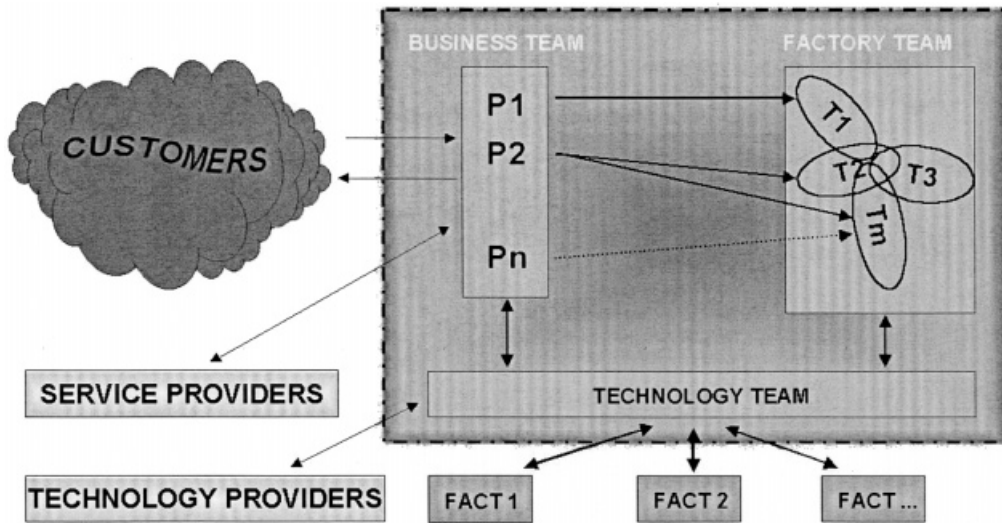 BUSINESS TEAM
FACTORY TEAM
CUSTOMERS
P1
P2
Pn
T1
T2
T3
Tm
SERVICE PROVIDERS
TECHNOLOGY TEAM
TECHNOLOGY PROVIDERS
FACT 1
FACT 2
FACT ...